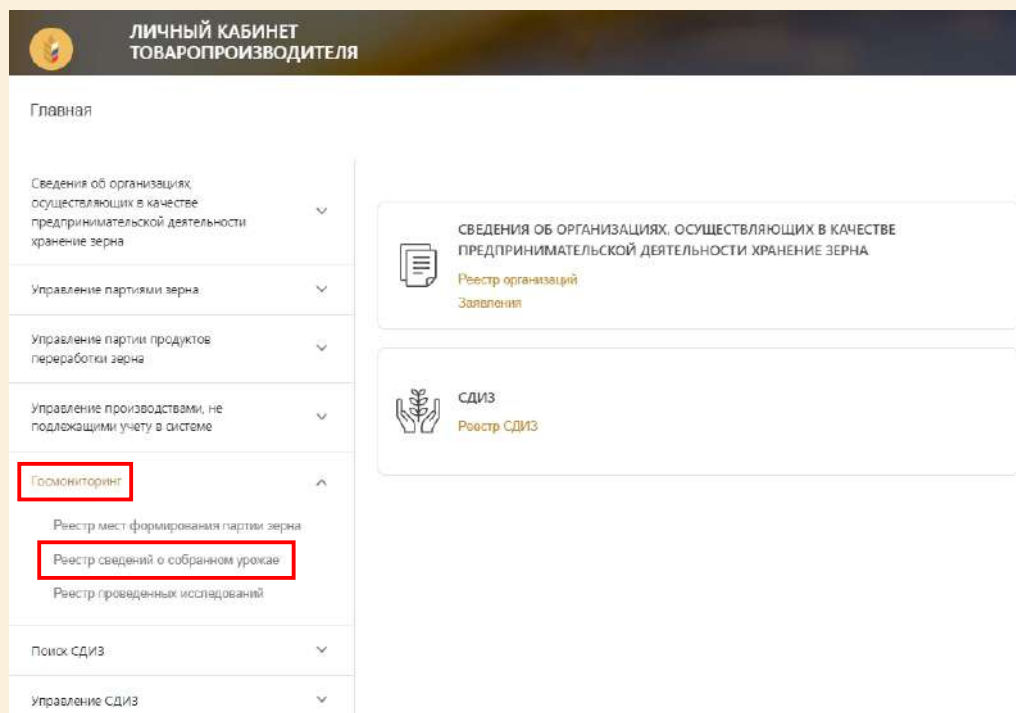 ЛИЧНЫЙ КАБИНЕТ
ТОВАРОПРОИЗВОДИТЕЛЯ
Главная
Сведения об организациях,
осуществляющих в качестве
предпринимательской деятельности
хранение зерна
Управление партиями зерна
Управление партии продуктов
переработки зерна
Управление производствами, не
подлежащими учету в системе
Госмониторинг
Реестр мест формирования партии зерна
Реестр сведений о собранном урожае
Реестр проведенных исследований
Поиск СДИЗ
Управление СДИЗ
СВЕДЕНИЯ ОБ ОРГАНИЗАЦИЯХ, ОСУЩЕСТВЛЯЮЩИХ В КАЧЕСТВЕ
ПРЕДПРИНИМАТЕЛЬСКОЙ ДЕЯТЕЛЬНОСТИ ХРАНЕНИЕ ЗЕРНА
Реестр организаций
Заявления
СДИЗ
Реестр СДИЗ